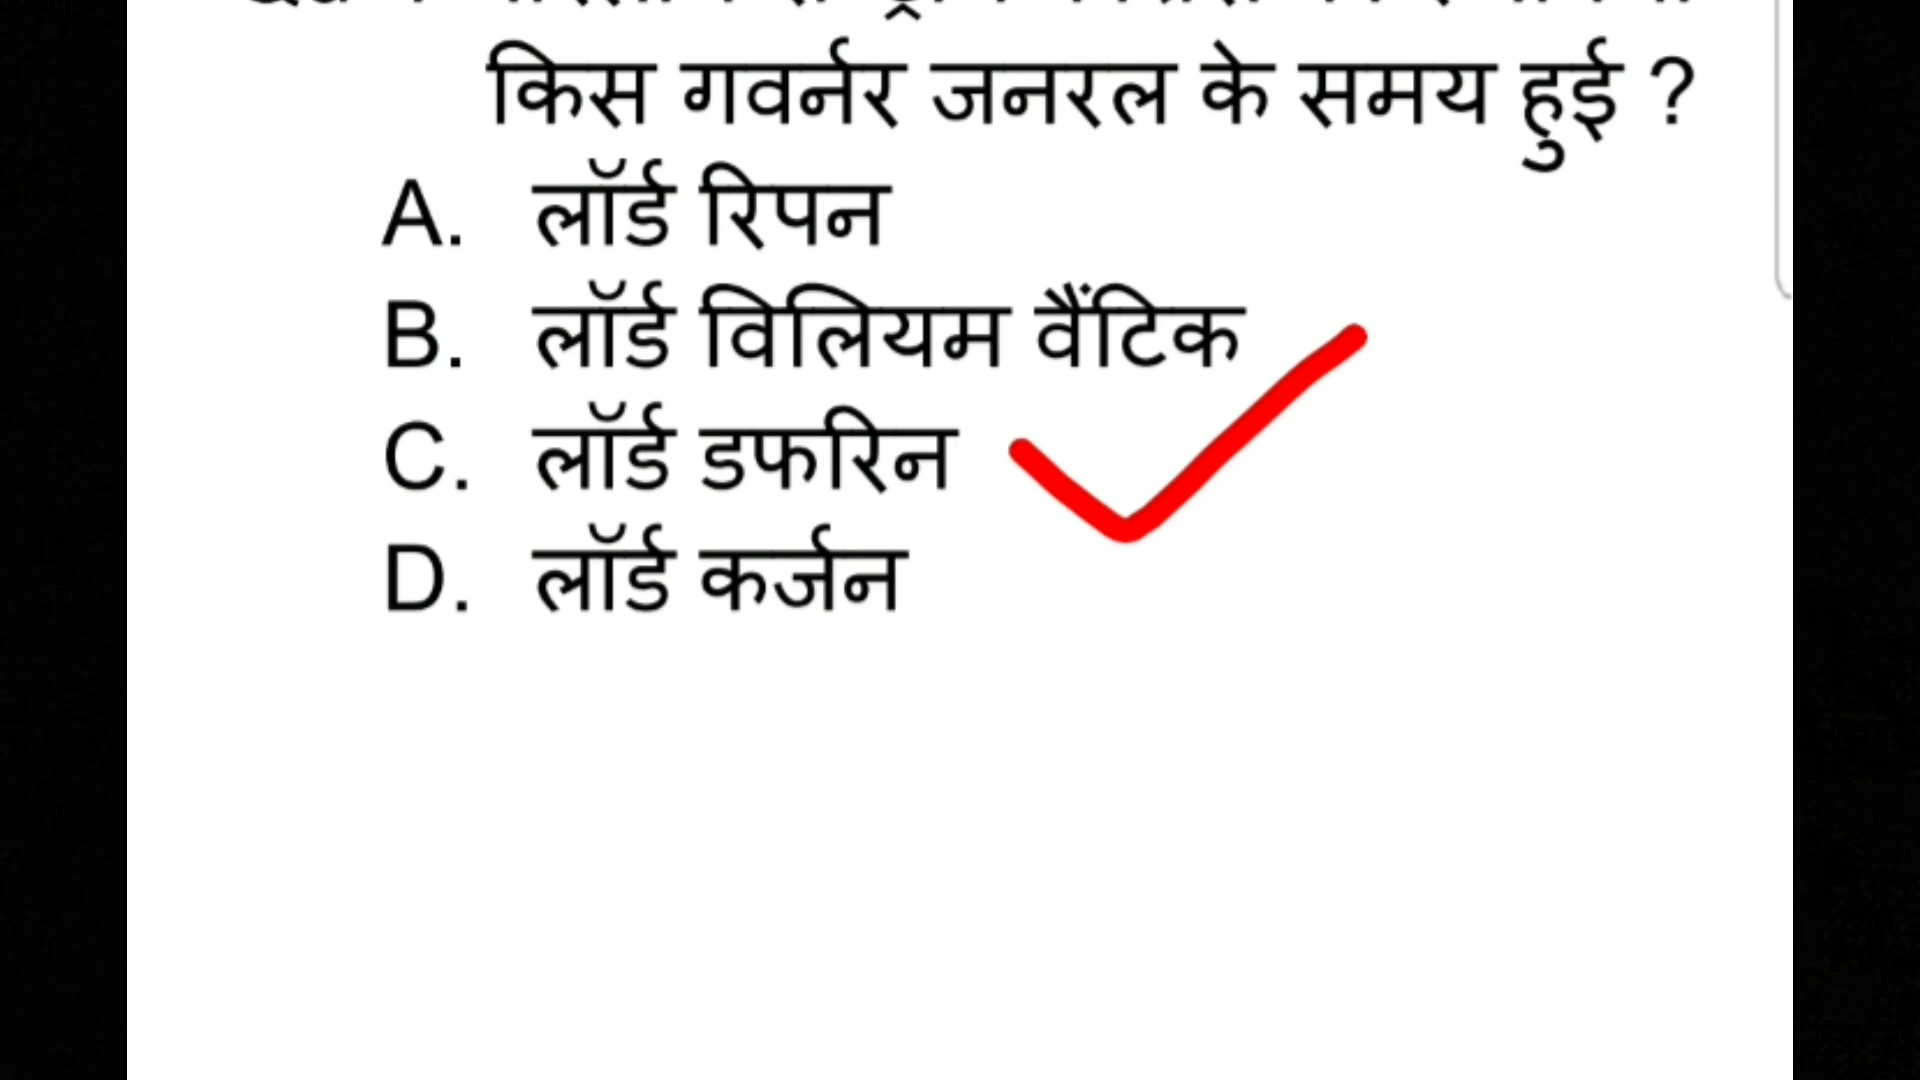 किस गवर्नर जनरल के समय हुई ?
A. लॉर्ड रिपन
B. लॉर्ड विलियम वैंटिक
C. लॉर्ड डफरिन
D. लॉर्ड कर्जन